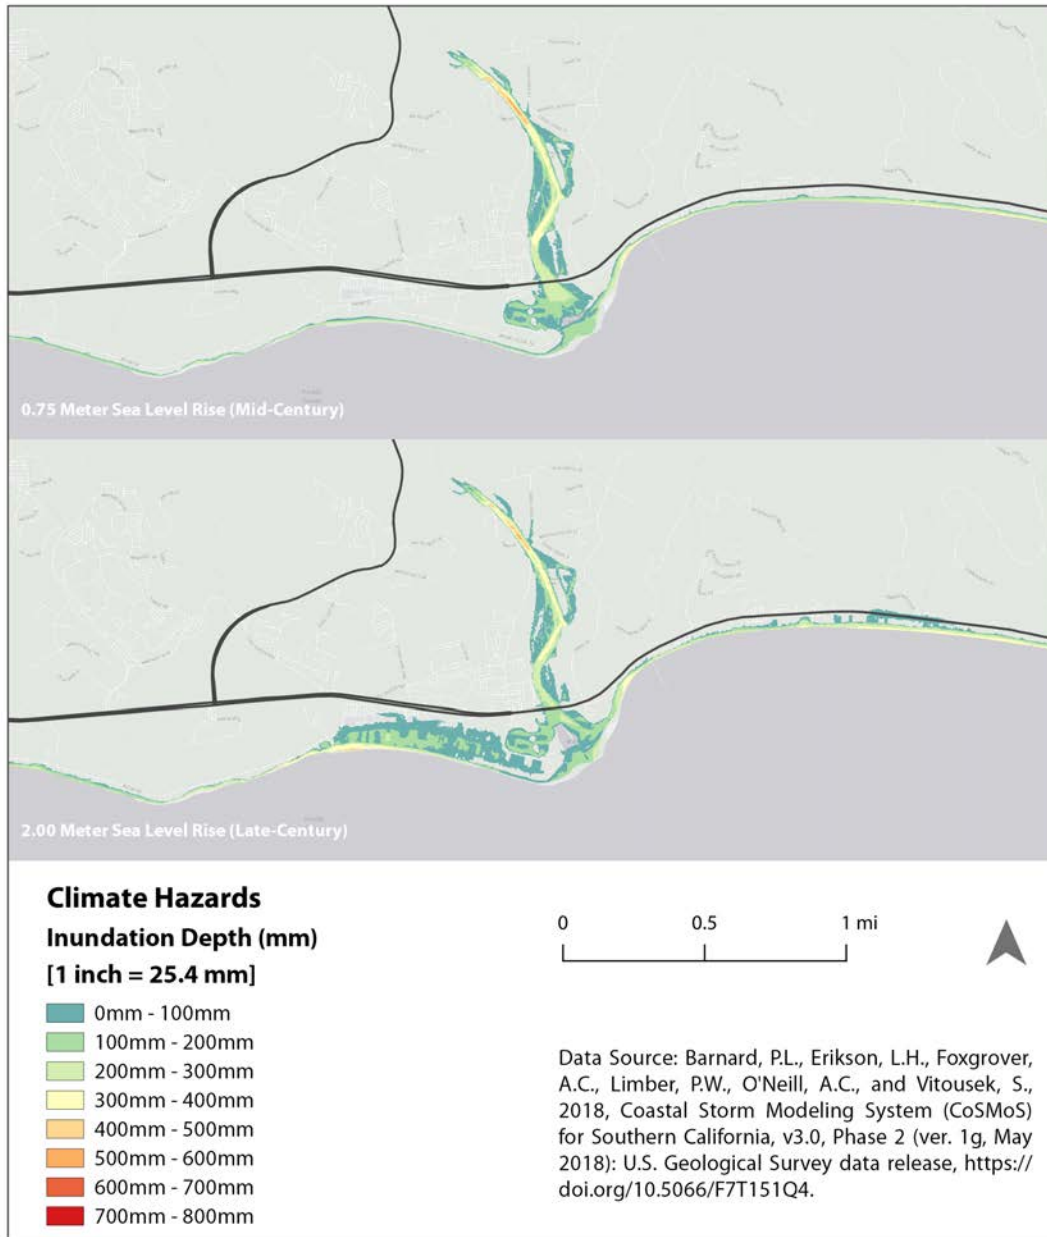 0.75 Meter Sea Level Rise (Mid-Century)
2.00 Meter Sea Level Rise (Late-Century)
Climate Hazards
Inundation Depth (mm)
[1 inch = 25.4 mm]
0mm - 100mm
100mm - 200mm
200mm - 300mm
300mm - 400mm
400mm - 500mm
500mm - 600mm
600mm - 700mm
700mm - 800mm
0 0.5 1 mi
Data Source: Barnard, P.L., Erikson, L.H., Foxgrover,
A.C., Limber, P.W., O'Neill, A.C., and Vitousek, S.,
2018, Coastal Storm Modeling System (CoSMoS)
for Southern California, v3.0, Phase 2 (ver. 1g, May
2018): U.S. Geological Survey data release, https://
doi.org/10.5066/F7T151Q4.